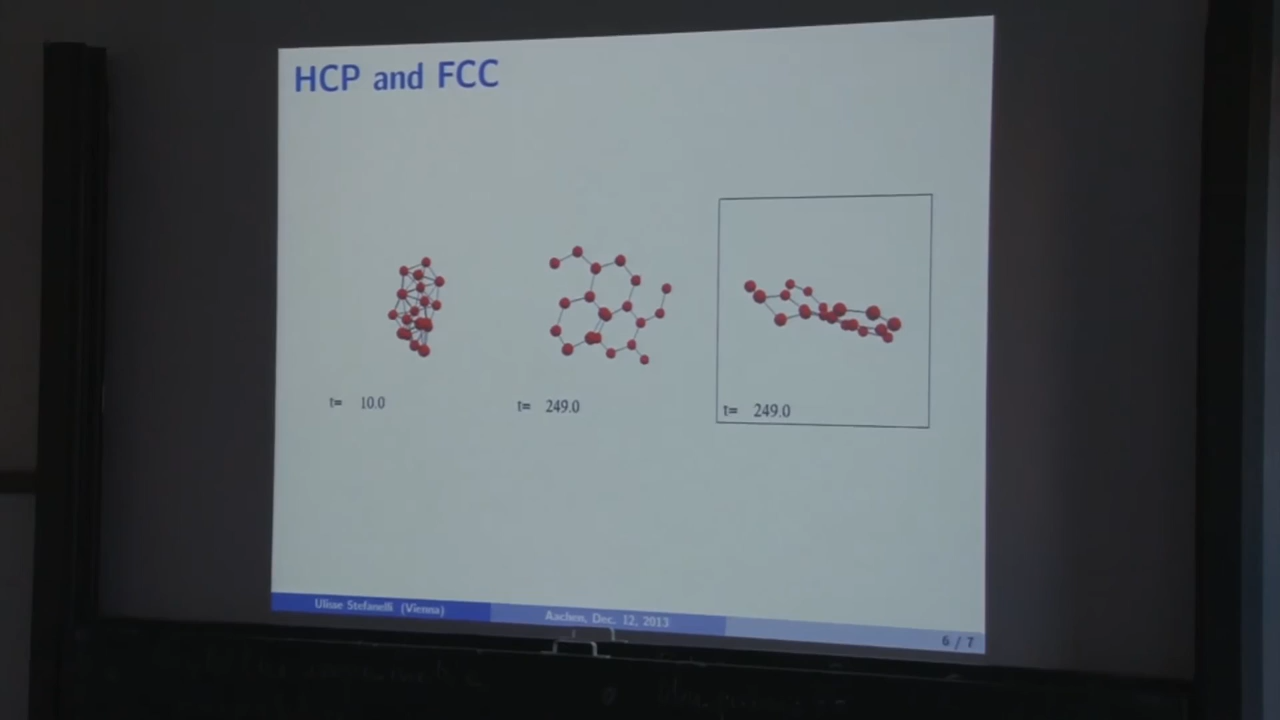 HCP and FCC
t= 10.0
t= 249.0
t= 249.0
Ulisse Stefanelli (Vienna)
Aachen, Dec. 12, 2013
6 / 7